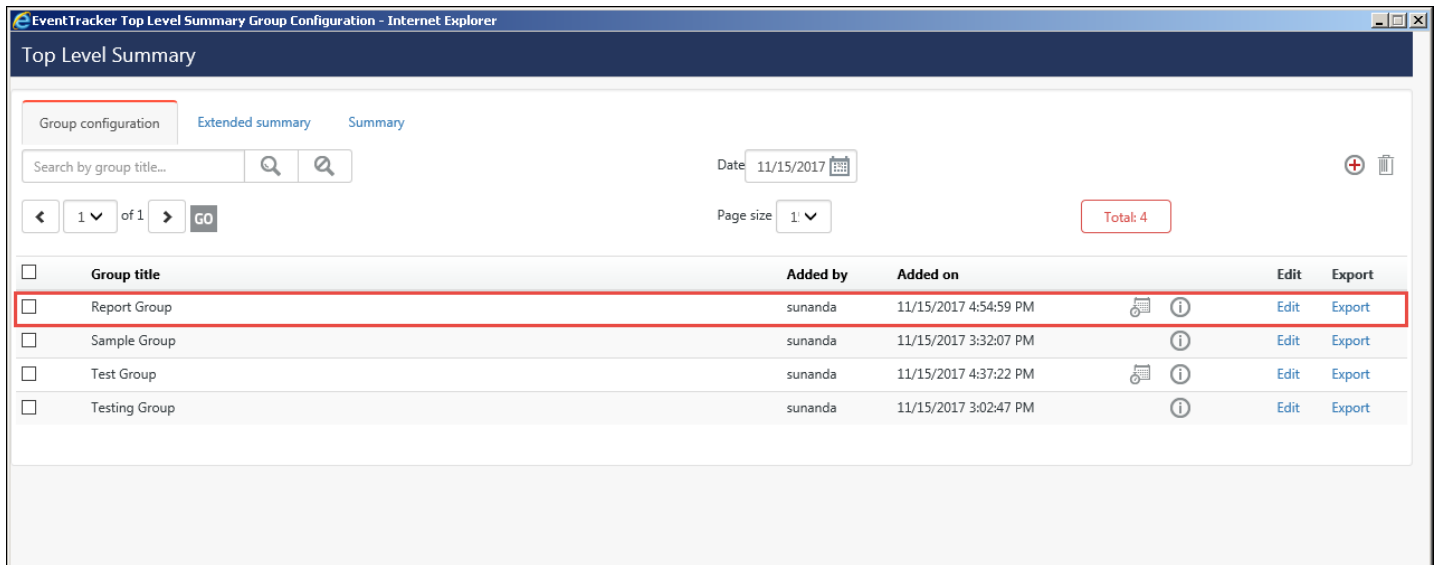 EventTracker Top Level Summary Group Configuration - Internet Explorer
Top Level Summary
Group configuration Extended summary Summary
Search by group title... Date 11/15/2017
1 of 1 GO Page size Total: 4
Group title Added by Added on Edit Export
Report Group sunanda 11/15/2017 4:54:59 PM Edit Export
Sample Group sunanda 11/15/2017 3:32:07 PM Edit Export
Test Group sunanda 11/15/2017 4:37:22 PM Edit Export
Testing Group sunanda 11/15/2017 3:02:47 PM Edit Export